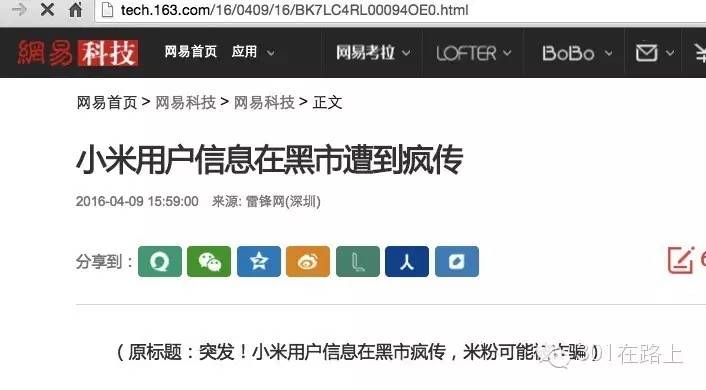 tech.163.com/16/0409/16/BK7LC4RL00094OE0.html
網易科技 网易首页 应用 网易考拉 LOFTER BoBo
网易首页 > 网易科技 > 网易科技 > 正文
小米用户信息在黑市遭到疯传
2016-04-09 15:59:00 来源: 雷锋网(深圳)
分享到：
（原标题：突发！小米用户信息在黑市疯传，米粉可能
在路上